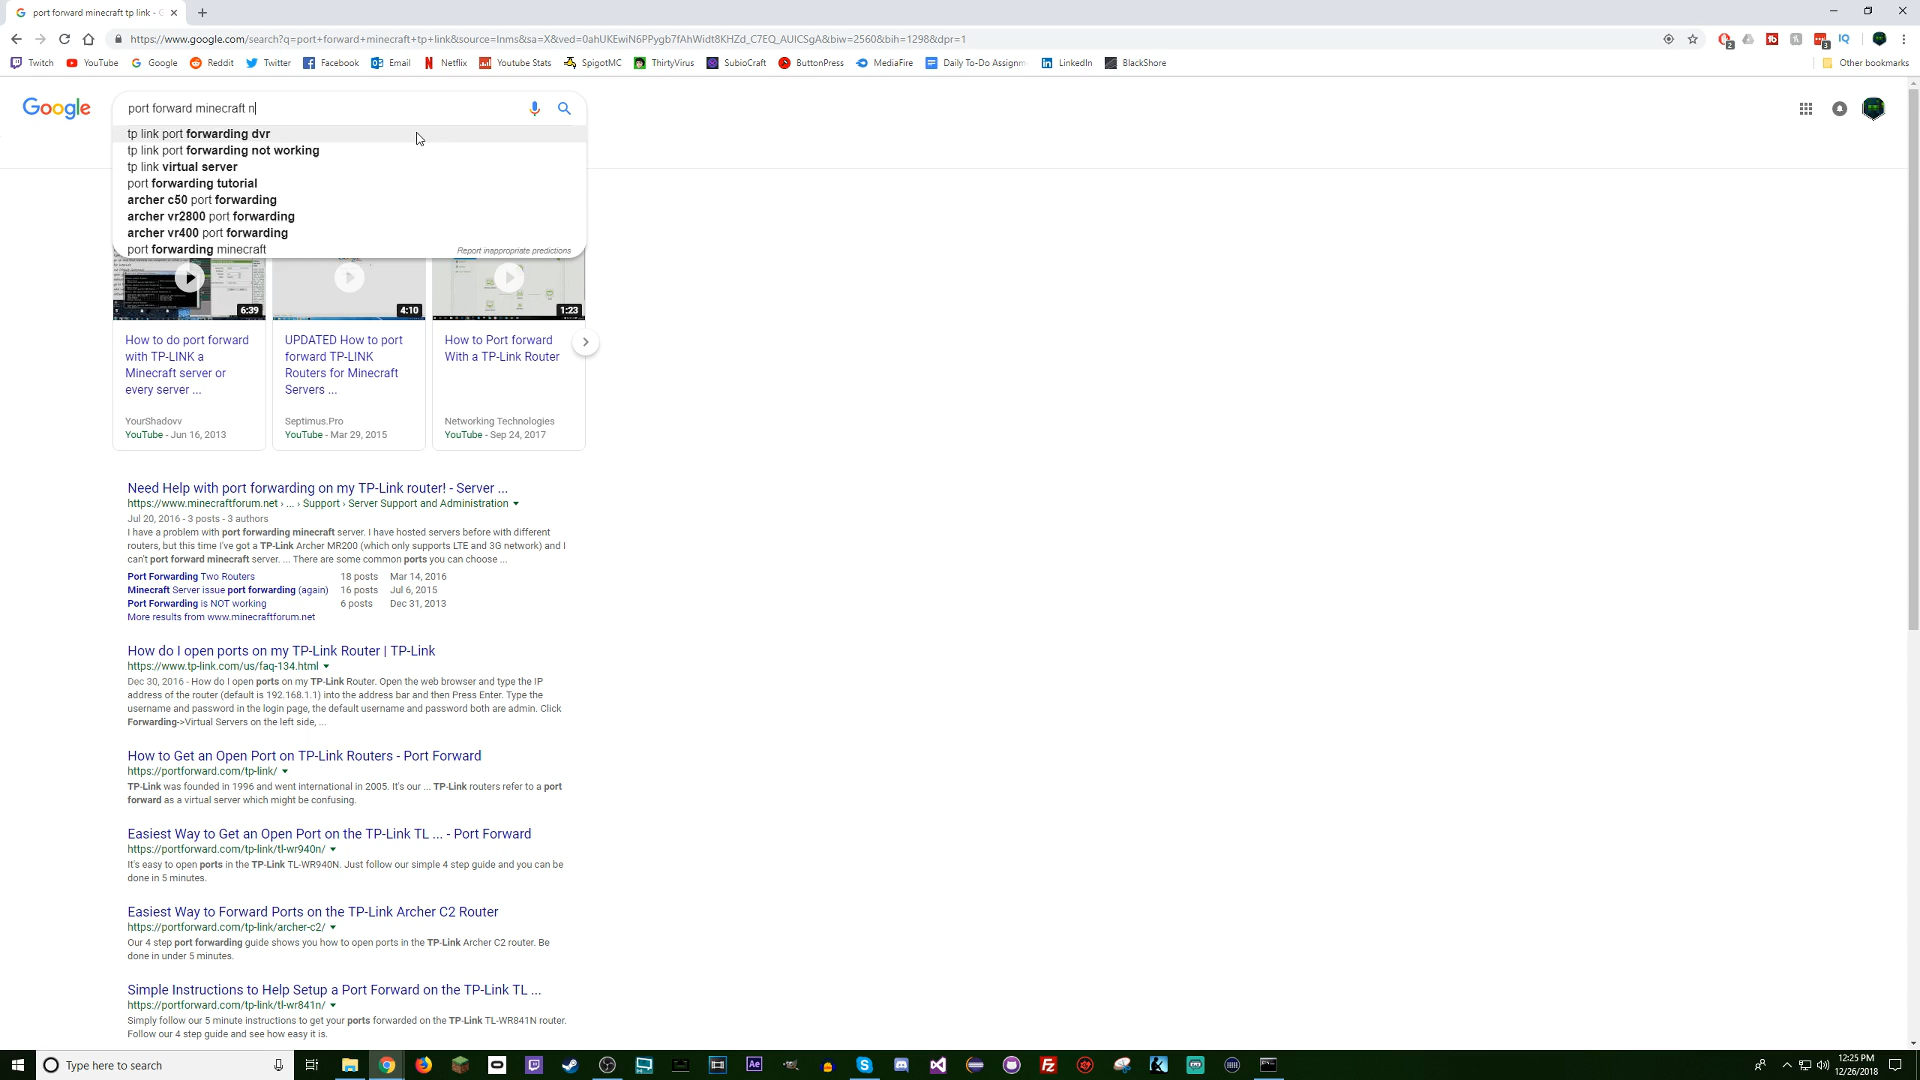 port forward minecraft tp link - G
https://www.google.com/search?q=port+forward+minecraft+tp+link&source=lnms&sa=X&ved=0ahUKEwiN6PPygb7fAhWidt8KHZd_C7EQ_AUICSgA&biw=2560&bih=1298&dpr=1
Twitch YouTube Google Reddit Twitter Facebook Email Netflix Youtube Stats SpigotMC ThirtyVirus SubioCraft ButtonPress MediaFire Daily To-Do Assignm LinkedIn BlackShore Other bookmarks
Google
port forward minecraft n
tp link port forwarding dvr
tp link port forwarding not working
tp link virtual server
port forwarding tutorial
archer c50 port forwarding
archer vr2800 port forwarding
archer vr400 port forwarding
port forwarding minecraft
Report inappropriate predictions
6:39
4:10
1:23
How to do port forward with TP-LINK a Minecraft server or every server ...
YourShadovv
YouTube - Jun 16, 2013
UPDATED How to port forward TP-LINK Routers for Minecraft Servers ...
Septimus.Pro
YouTube - Mar 29, 2015
How to Port forward With a TP-Link Router
Networking Technologies
YouTube - Sep 24, 2017
Need Help with port forwarding on my TP-Link router! - Server ...
https://www.minecraftforum.net › ... › Support › Server Support and Administration
Jul 20, 2016 - 3 posts - 3 authors
I have a problem with port forwarding minecraft server. I have hosted servers before with different
routers, but this time I've got a TP-Link Archer MR200 (which only supports LTE and 3G network) and I
can't port forward minecraft server. ... There are some common ports you can choose ...
Port Forwarding Two Routers 18 posts Mar 14, 2016
Minecraft Server issue port forwarding (again) 16 posts Jul 6, 2015
Port Forwarding is NOT working 6 posts Dec 31, 2013
More results from www.minecraftforum.net
How do I open ports on my TP-Link Router | TP-Link
https://www.tp-link.com/us/faq-134.html
Dec 30, 2016 - How do I open ports on my TP-Link Router. Open the web browser and type the IP
address of the router (default is 192.168.1.1) into the address bar and then Press Enter. Type the
username and password in the login page, the default username and password both are admin. Click
Forwarding->Virtual Servers on the left side, ...
How to Get an Open Port on TP-Link Routers - Port Forward
https://portforward.com/tp-link/
TP-Link was founded in 1996 and went international in 2005. It's our ... TP-Link routers refer to a port
forward as a virtual server which might be confusing.
Easiest Way to Get an Open Port on the TP-Link TL ... - Port Forward
https://portforward.com/tp-link/tl-wr940n/
It's easy to open ports in the TP-Link TL-WR940N. Just follow our simple 4 step guide and you can be
done in 5 minutes.
Easiest Way to Forward Ports on the TP-Link Archer C2 Router
https://portforward.com/tp-link/archer-c2/
Our 4 step port forwarding guide shows you how to open ports in the TP-Link Archer C2 router. Be
done in under 5 minutes.
Simple Instructions to Help Setup a Port Forward on the TP-Link TL ...
https://portforward.com/tp-link/tl-wr841n/
Simply follow our 5 minute instructions to get your ports forwarded on the TP-Link TL-WR841N router.
Follow our 4 step guide and see how easy it is.
Type here to search
12:25 PM
12/26/2018